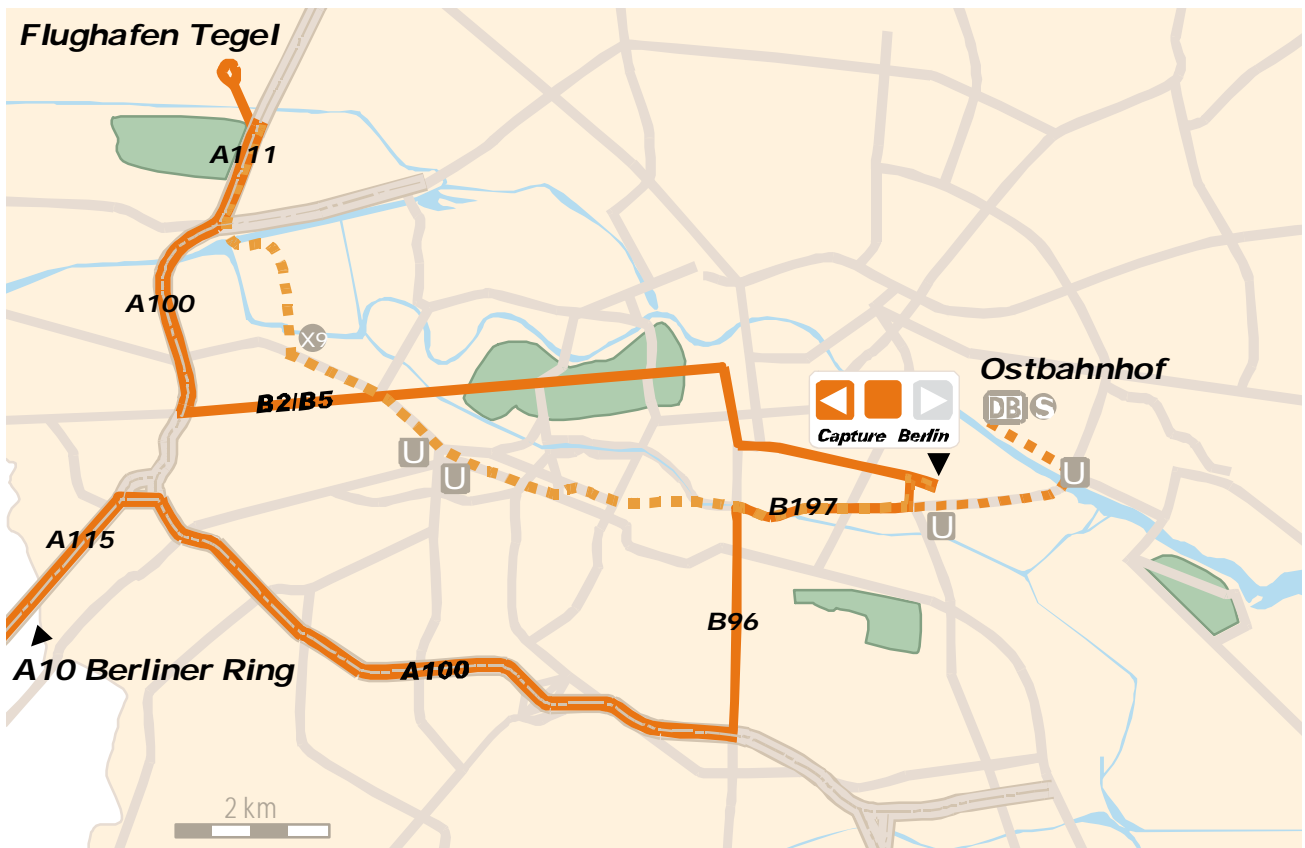 Flughafen Tegel
A111
A100
X9
Ostbahnhof
DB S
B2/B5
Capture Berlin
U
U
U
B197
U
A115
B96
A10 Berliner Ring
A100
2 km